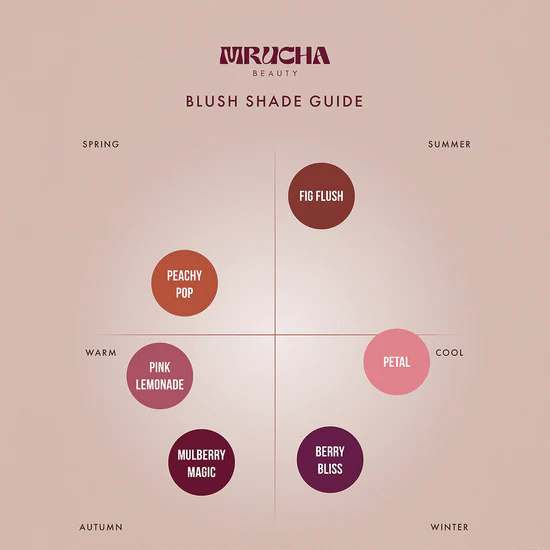 MRUCHA
BEAUTY
BLUSH SHADE GUIDE
SPRING
SUMMER
FIG FLUSH
PEACHY
POP
WARM
COOL
PINK
LEMONADE
PETAL
MULBERRY
MAGIC
BERRY
BLISS
AUTUMN
WINTER